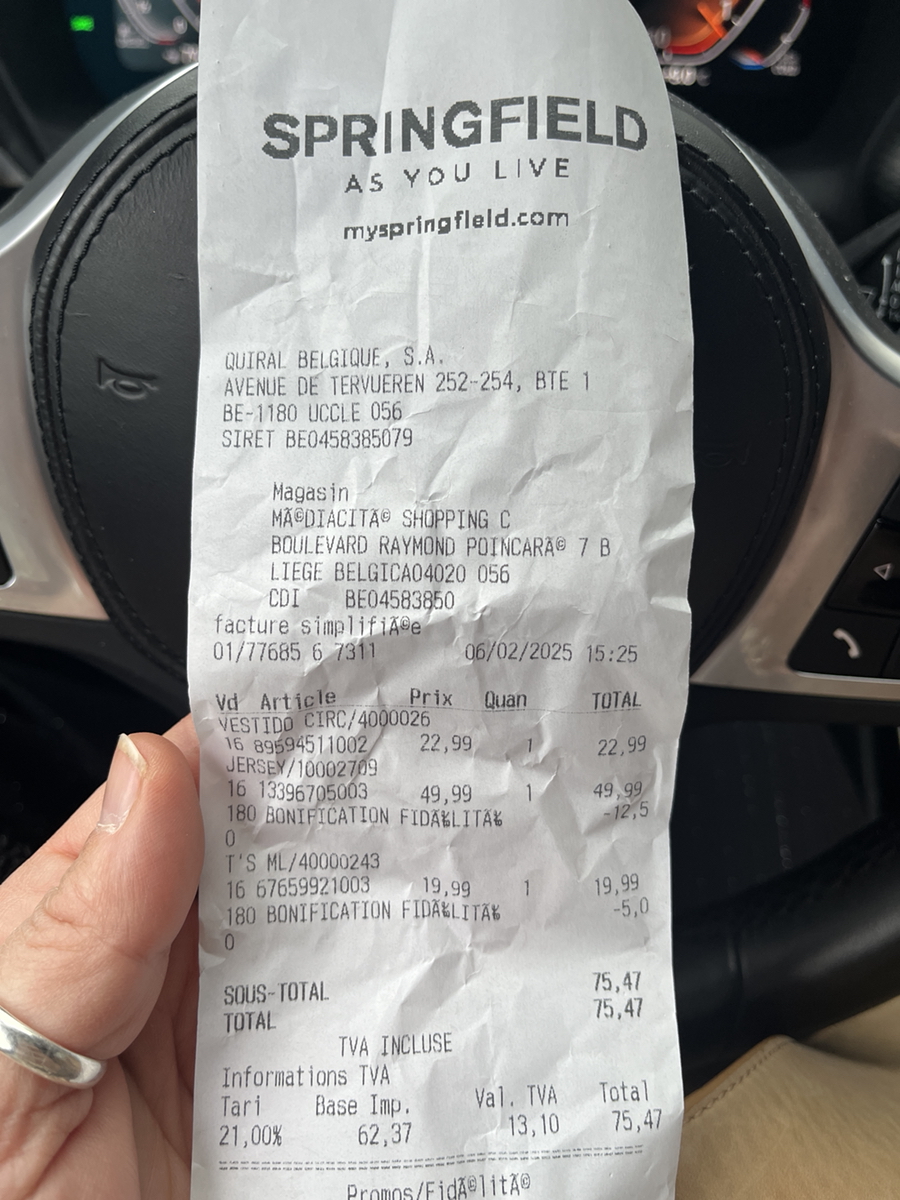 SPRINGFIELD
AS YOU LIVE
myspringfield.com
QUIRAL BELGIQUE, S.A.
AVENUE DE TERVUEREN 252-254, BTE 1
BE-1180 UCCLE 056
SIRET BE0458385079
Magasin
MÃ©DIACITÃ© SHOPPING C
BOULEVARD RAYMOND POINCARÃ© 7 B
LIEGE BELGICA04020 056
CDI BE04583850
facture simplifiÃ©e
01/77685 6 7311 06/02/2025 15:25
Vd Article Prix Quan TOTAL
VESTIDO CIRC/4000026
16 89594511002 22,99 1 22,99
JERSEY/10002709
16 13396705003 49,99 1 49,99
180 BONIFICATION FIDÃ‰LITÃ‰ -12,5
0
T'S ML/40000243
16 67659921003 19,99 1 19,99
180 BONIFICATION FIDÃ‰LITÃ‰ -5,0
0
SOUS-TOTAL 75,47
TOTAL 75,47
TVA INCLUSE
Informations TVA
Tari Base Imp. Val. TVA Total
21,00% 62,37 13,10 75,47
Promos/FidÃ©litÃ©